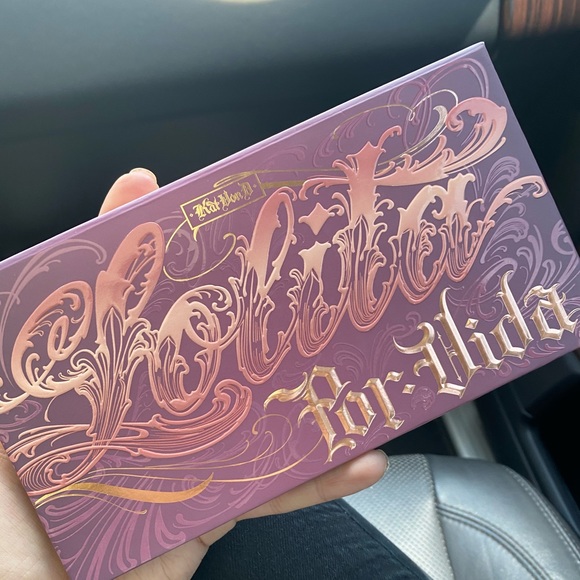 ·Kat Von D·
Lolita
por·Vida